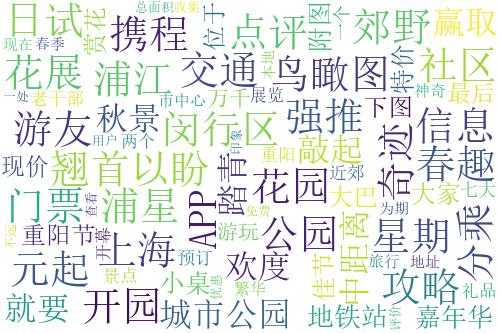 总面积
收集
日试
赏花
携程
位于
点评
附图
一个
郊野
赢取
现在
春季
花展
浦江
交通
鸟瞰图
特价
社区
一处
老干部
市中心
万千
展览
本地
神奇
最后
游友
秋景
闵行区
强推
下图
奇迹
信息
用户
两个
重阳
印象
敲起
现价
翘首以盼
踏青
花园
近郊
大巴
大家
春趣
七天
门票
浦星
查看
APP
免费
公园
距离
星期
为期
分乘
不远
重阳节
开幕
上海
游玩
佳节
中
旅行
地址
元起
景点
预订
欢度
攻略
礼品
就要
开园
小桌
优惠
繁华
城市公园
地铁站
评价
嘉年华